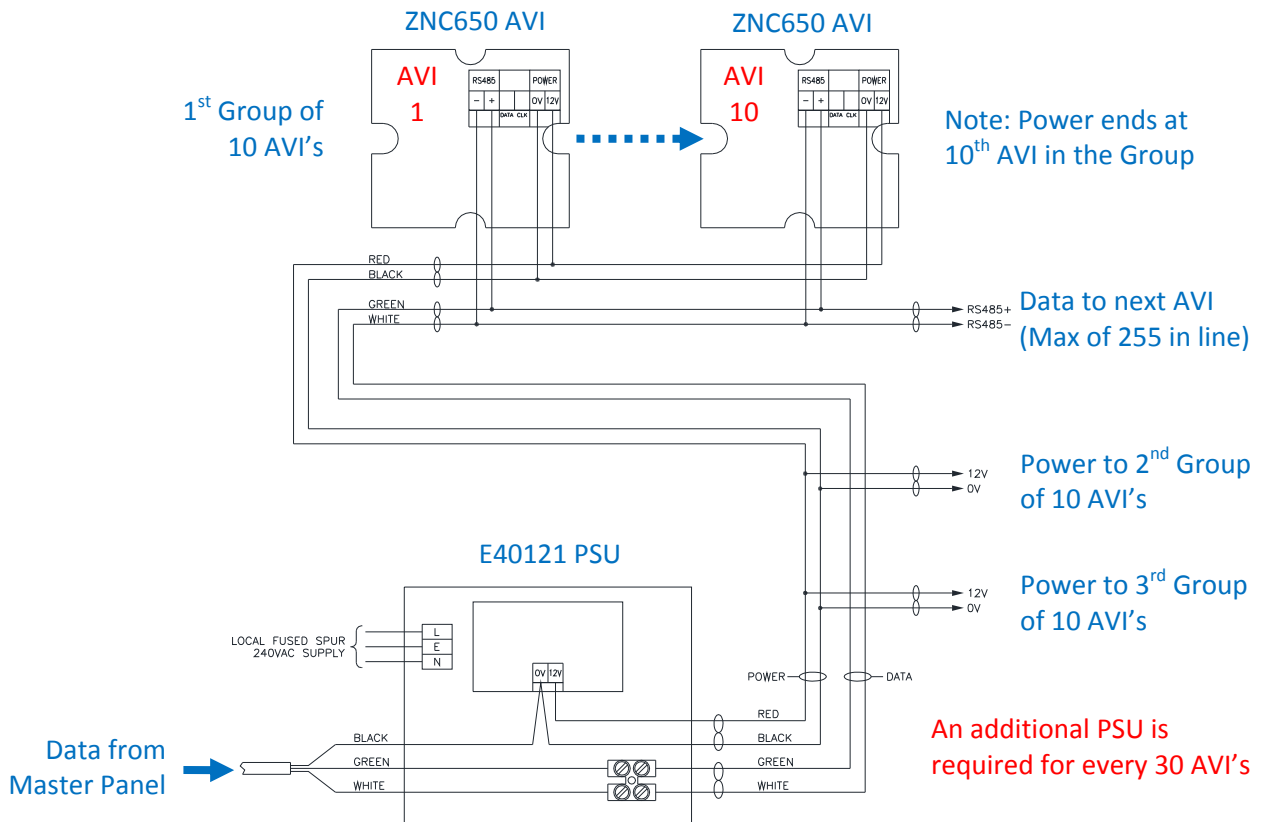 ZNC650 AVI
ZNC650 AVI
AVI
1
RS485
POWER
- +
0V 12V
DATA CLK
AVI
10
RS485
POWER
- +
0V 12V
DATA CLK
1st Group of
10 AVI's
Note: Power ends at
10th AVI in the Group
RED
BLACK
GREEN
WHITE
RS485+
RS485-
Data to next AVI
(Max of 255 in line)
12V
0V
Power to 2nd Group
of 10 AVI's
E40121 PSU
12V
0V
Power to 3rd Group
of 10 AVI's
LOCAL FUSED SPUR
240VAC SUPPLY
L
E
N
0V 12V
POWER
DATA
RED
BLACK
BLACK
GREEN
GREEN
WHITE
WHITE
Data from
Master Panel
An additional PSU is
required for every 30 AVI's